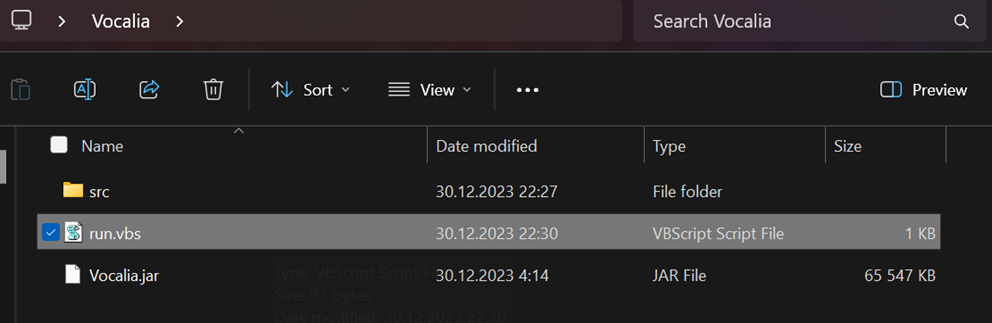 Vocalia
Search Vocalia
Sort
View
Preview
Name Date modified Type Size
src 30.12.2023 22:27 File folder
run.vbs 30.12.2023 22:30 VBScript Script File 1 KB
Vocalia.jar 30.12.2023 4:14 JAR File 65 547 KB
Type: VBScript Script F
Size: 93 bytes
Date modified: 30.12.2023 22:30